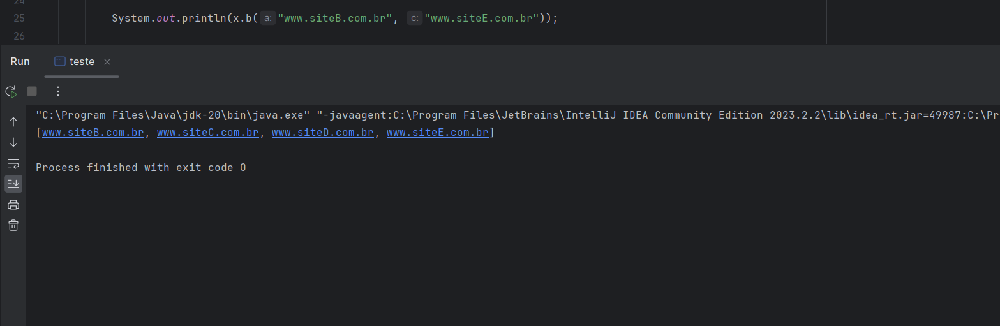 24
25 System.out.println(x.b( a: "www.siteB.com.br", c: "www.siteE.com.br"));
26
Run teste
"C:\Program Files\Java\jdk-20\bin\java.exe" "-javaagent:C:\Program Files\JetBrains\IntelliJ IDEA Community Edition 2023.2.2\lib\idea_rt.jar=49987:C:\Pr
[www.siteB.com.br, www.siteC.com.br, www.siteD.com.br, www.siteE.com.br]
Process finished with exit code 0